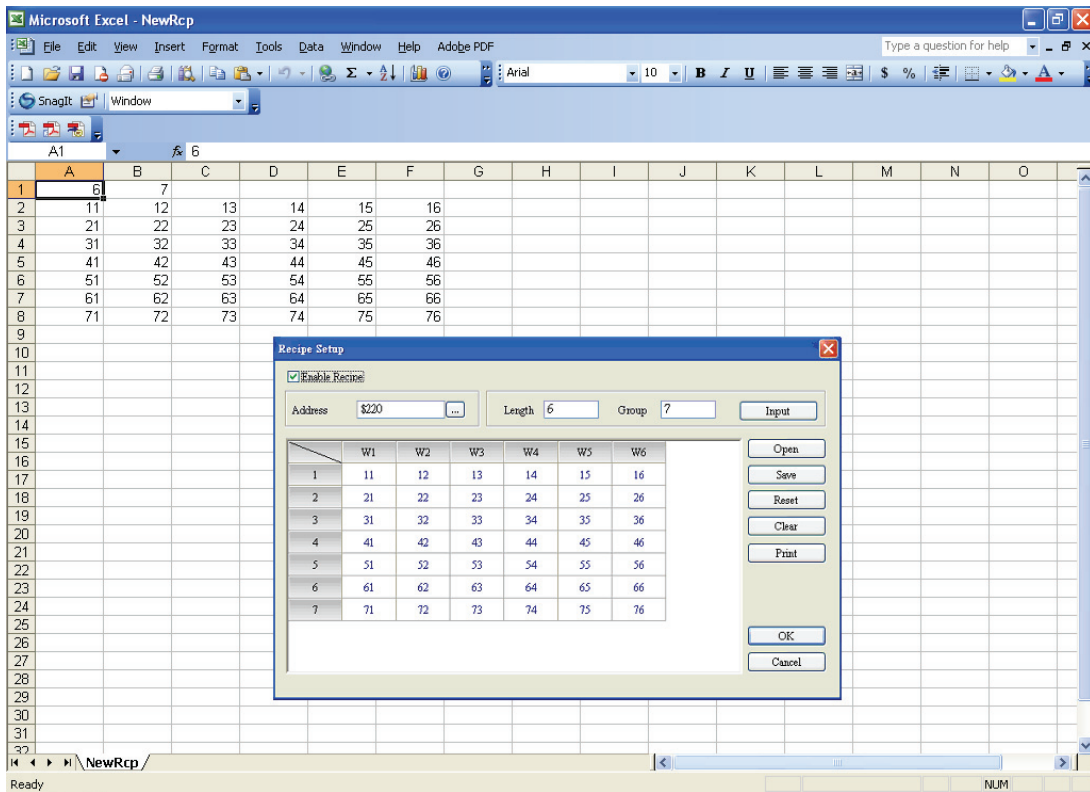 Microsoft Excel - NewRcp
File Edit View Insert Format Tools Data Window Help Adobe PDF Type a question for help
Arial 10 B I U $ %
SnagIt Window
A1 fx 6
A B C D E F G H I J K L M N O
1 6 7
2 11 12 13 14 15 16
3 21 22 23 24 25 26
4 31 32 33 34 35 36
5 41 42 43 44 45 46
6 51 52 53 54 55 56
7 61 62 63 64 65 66
8 71 72 73 74 75 76
9
10
11
12
13
14
15
16
17
18
19
20
21
22
23
24
25
26
27
28
29
30
31
32
Recipe Setup
Enable Recipe
Address $220 ... Length 6 Group 7 Input
W1 W2 W3 W4 W5 W6
1 11 12 13 14 15 16
2 21 22 23 24 25 26
3 31 32 33 34 35 36
4 41 42 43 44 45 46
5 51 52 53 54 55 56
6 61 62 63 64 65 66
7 71 72 73 74 75 76
Open
Save
Reset
Clear
Print
OK
Cancel
NewRcp
Ready NUM